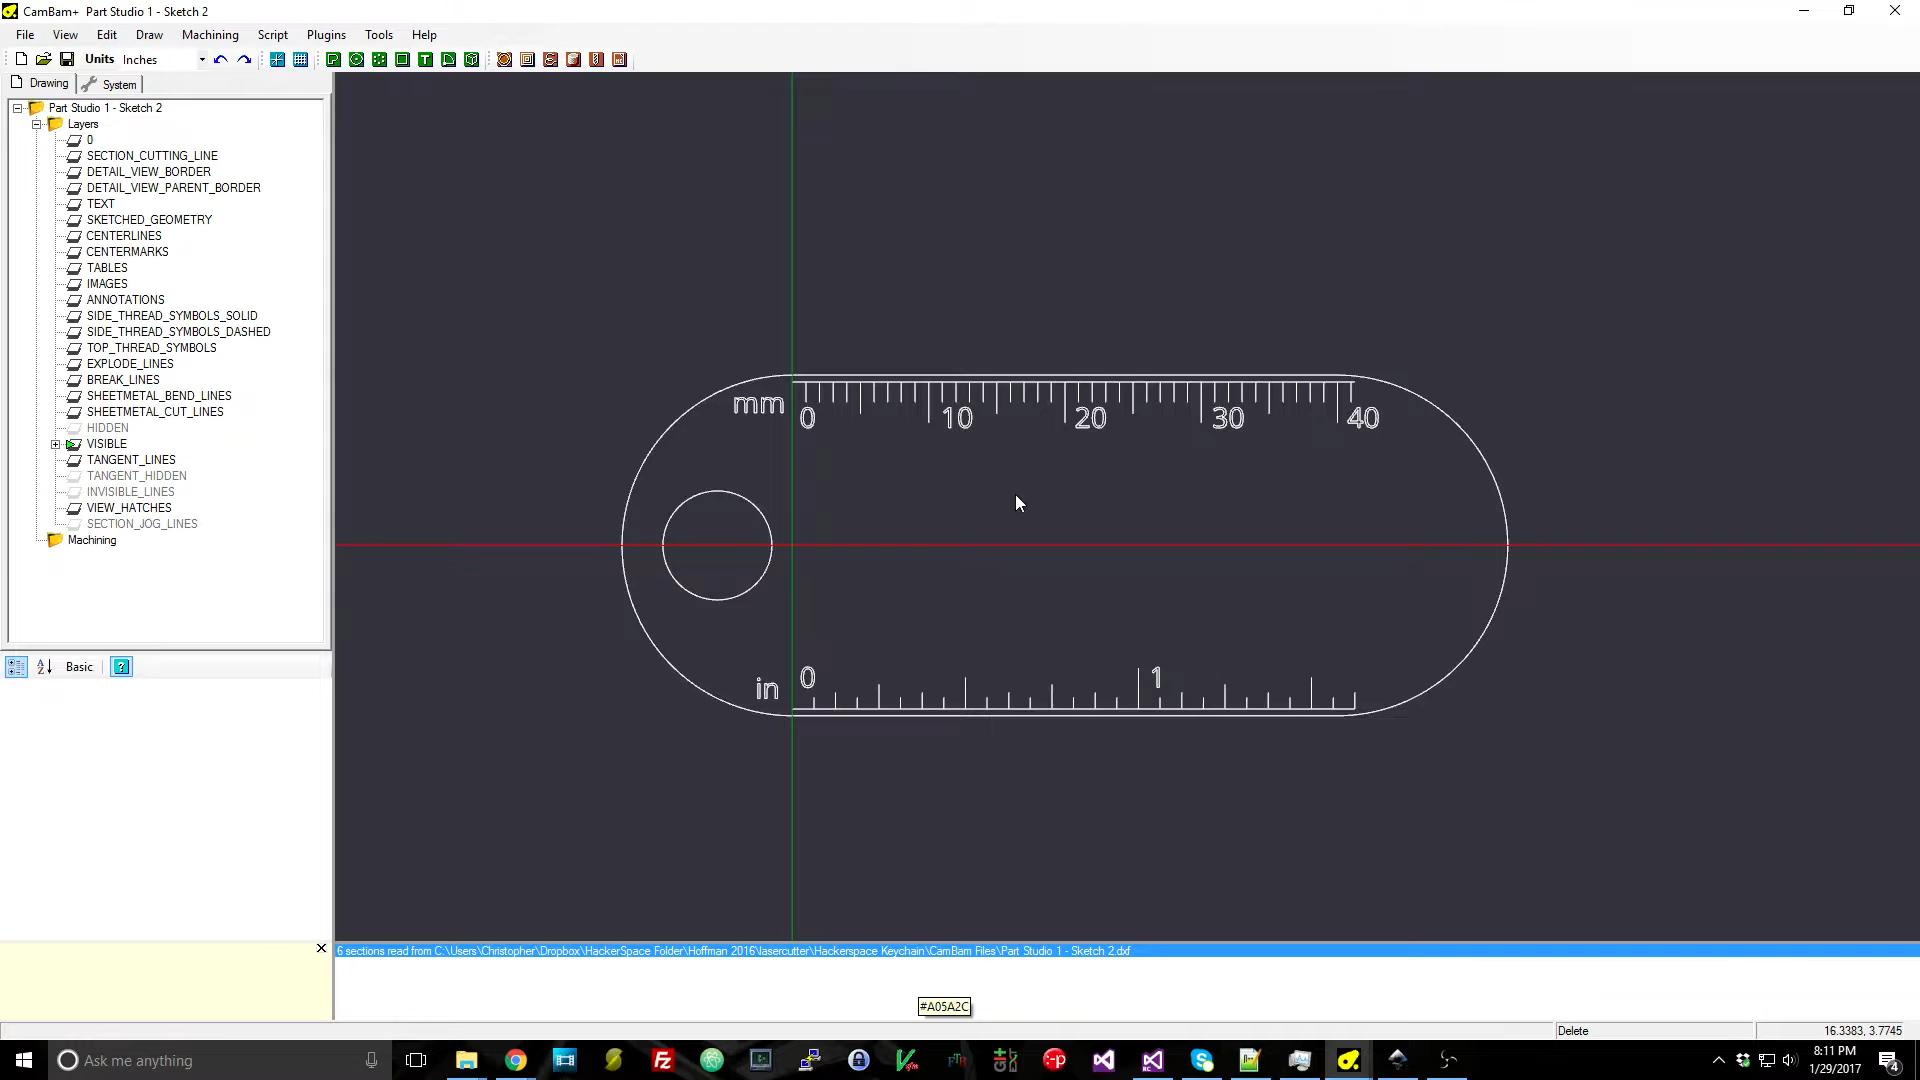 CamBam+ Part Studio 1 - Sketch 2
File View Edit Draw Machining Script Plugins Tools Help
Units Inches
Drawing System
Part Studio 1 - Sketch 2
Layers
0
SECTION_CUTTING_LINE
DETAIL_VIEW_BORDER
DETAIL_VIEW_PARENT_BORDER
TEXT
SKETCHED_GEOMETRY
CENTERLINES
CENTERMARKS
TABLES
IMAGES
ANNOTATIONS
SIDE_THREAD_SYMBOLS_SOLID
SIDE_THREAD_SYMBOLS_DASHED
TOP_THREAD_SYMBOLS
EXPLODE_LINES
BREAK_LINES
SHEETMETAL_BEND_LINES
SHEETMETAL_CUT_LINES
HIDDEN
VISIBLE
TANGENT_LINES
TANGENT_HIDDEN
INVISIBLE_LINES
VIEW_HATCHES
SECTION_JOG_LINES
Machining
Basic
mm 0 10 20 30 40
in 0 1
6 sections read from C:\Users\Christopher\Dropbox\HackerSpace Folder\Hoffman 2016\lasercutter\Hackerspace Keychain\CamBam Files\Part Studio 1 - Sketch 2.dxf
#A05A2C
Delete 16.3383, 3.7745
Ask me anything
8:11 PM
1/29/2017
4